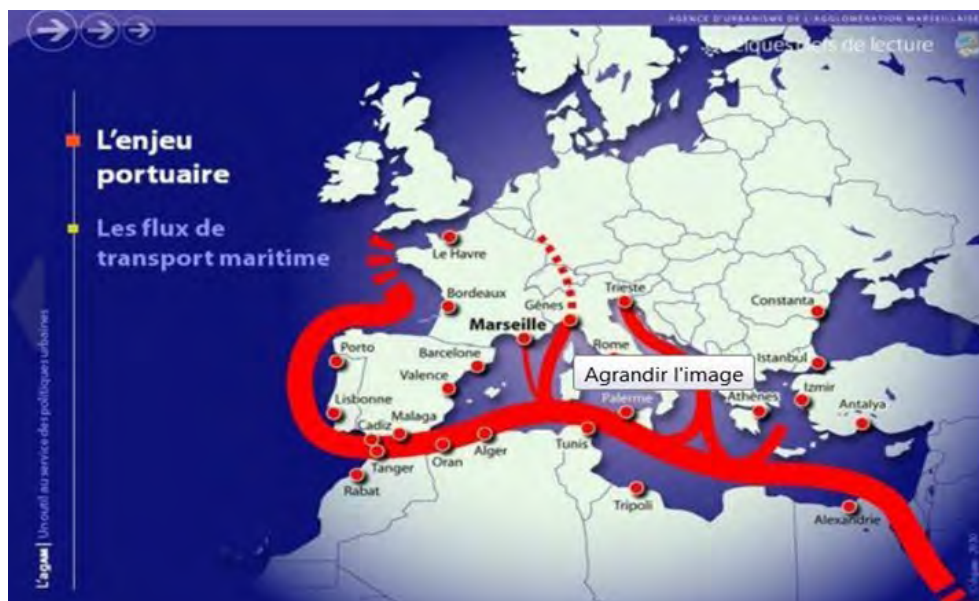 AGENCE D'URBANISME DE L'AGGLOMÉRATION MARSEILLAISE
de lecture
L'enjeu
portuaire
Les flux de
transport maritime
Le Havre
Bordeaux
Gênes
Trieste
Constanta
Marseille
Porto
Barcelone
Rome
Istanbul
Agrandir l'image
Valence
Izmir
Lisbonne
Palerme
Athènes
Antalya
Cadiz
Malaga
Tanger
Oran
Alger
Tunis
Rabat
Tripoli
Alexandrie
L'agAM | Un outil au service des politiques urbaines